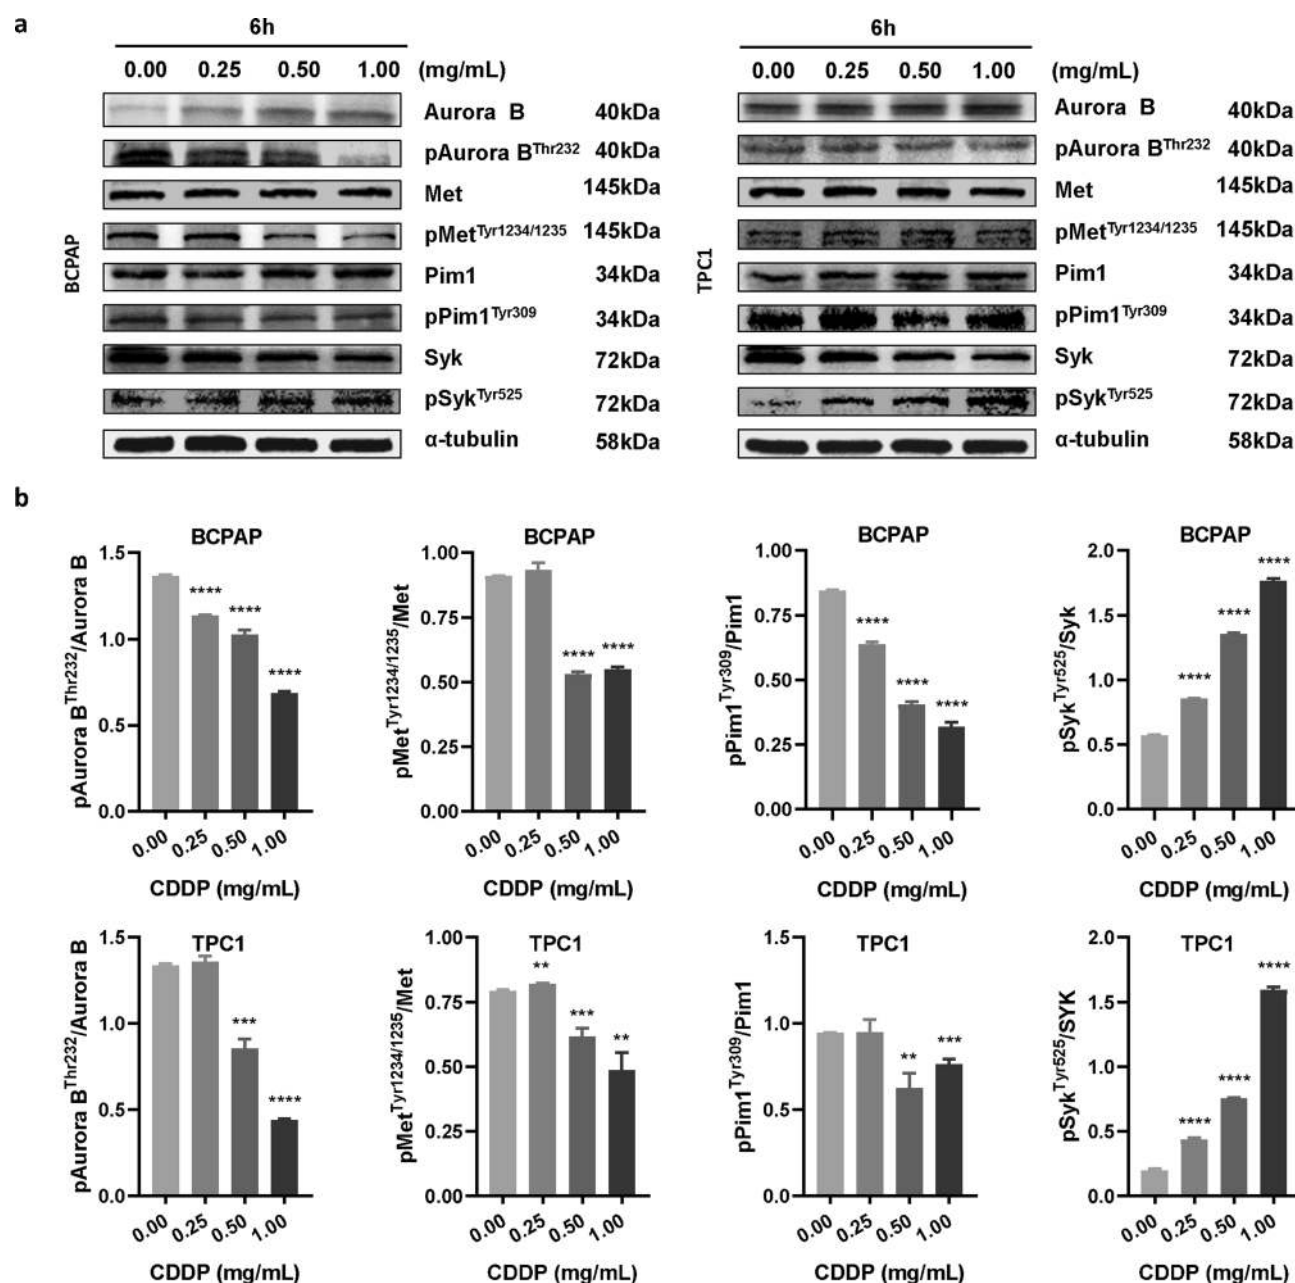 a
6h
0.00 0.25 0.50 1.00 (mg/mL)
BCPAP
Aurora B 40kDa
pAurora B^Thr232 40kDa
Met 145kDa
pMet^Tyr1234/1235 145kDa
Pim1 34kDa
pPim1^Tyr309 34kDa
Syk 72kDa
pSyk^Tyr525 72kDa
α-tubulin 58kDa
6h
0.00 0.25 0.50 1.00 (mg/mL)
TPC1
Aurora B 40kDa
pAurora B^Thr232 40kDa
Met 145kDa
pMet^Tyr1234/1235 145kDa
Pim1 34kDa
pPim1^Tyr309 34kDa
Syk 72kDa
pSyk^Tyr525 72kDa
α-tubulin 58kDa
b
BCPAP
pAurora B^Thr232/Aurora B
1.5
1.0
0.5
0.0
**** **** ****
0.00 0.25 0.50 1.00
CDDP (mg/mL)
BCPAP
pMet^Tyr1234/1235/Met
1.00
0.75
0.50
0.25
0.00
**** ****
0.00 0.25 0.50 1.00
CDDP (mg/mL)
BCPAP
pPim1^Tyr309/Pim1
1.00
0.75
0.50
0.25
0.00
**** **** ****
0.00 0.25 0.50 1.00
CDDP (mg/mL)
BCPAP
pSyk^Tyr525/Syk
2.0
1.5
1.0
0.5
0.0
**** **** ****
0.00 0.25 0.50 1.00
CDDP (mg/mL)
TPC1
pAurora B^Thr232/Aurora B
1.5
1.0
0.5
0.0
*** ****
0.00 0.25 0.50 1.00
CDDP (mg/mL)
TPC1
pMet^Tyr1234/1235/Met
1.00
0.75
0.50
0.25
0.00
** *** **
0.00 0.25 0.50 1.00
CDDP (mg/mL)
TPC1
pPim1^Tyr309/Pim1
1.5
1.0
0.5
0.0
** ***
0.00 0.25 0.50 1.00
CDDP (mg/mL)
TPC1
pSyk^Tyr525/SYK
2.0
1.5
1.0
0.5
0.0
**** **** ****
0.00 0.25 0.50 1.00
CDDP (mg/mL)